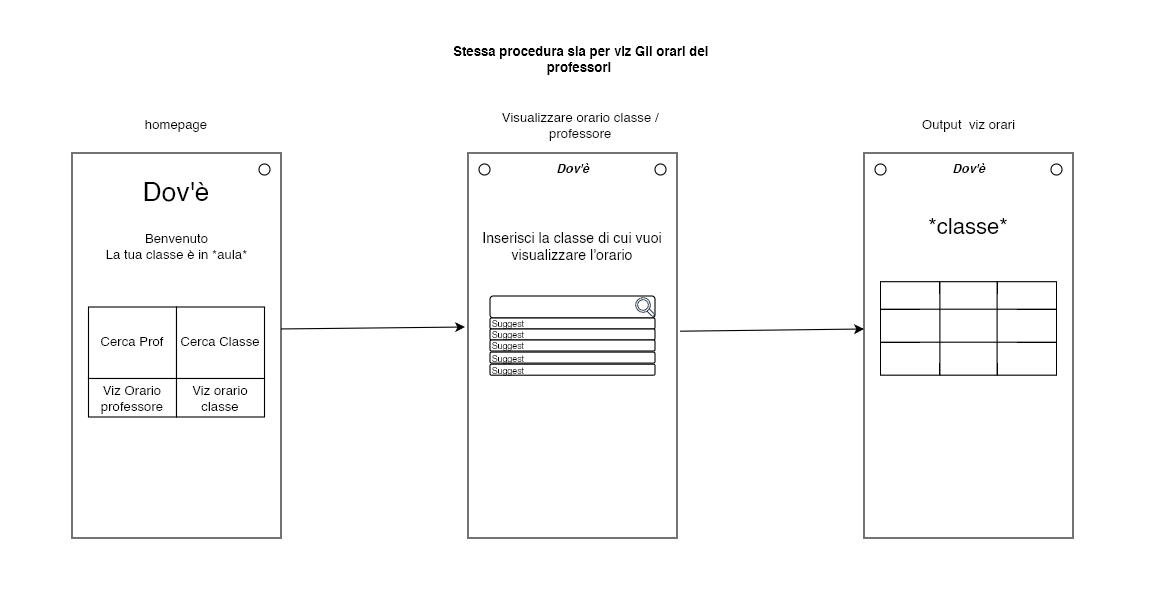 Stessa procedura sia per viz Gli orari dei
professori
homepage
Visualizzare orario classe /
professore
Output viz orari
Dov'è
Benvenuto
La tua classe è in *aula*
Cerca Prof
Cerca Classe
Viz Orario
professore
Viz orario
classe
Dov'è
Inserisci la classe di cui vuoi
visualizzare l'orario
Suggest
Suggest
Suggest
Suggest
Suggest
Dov'è
*classe*